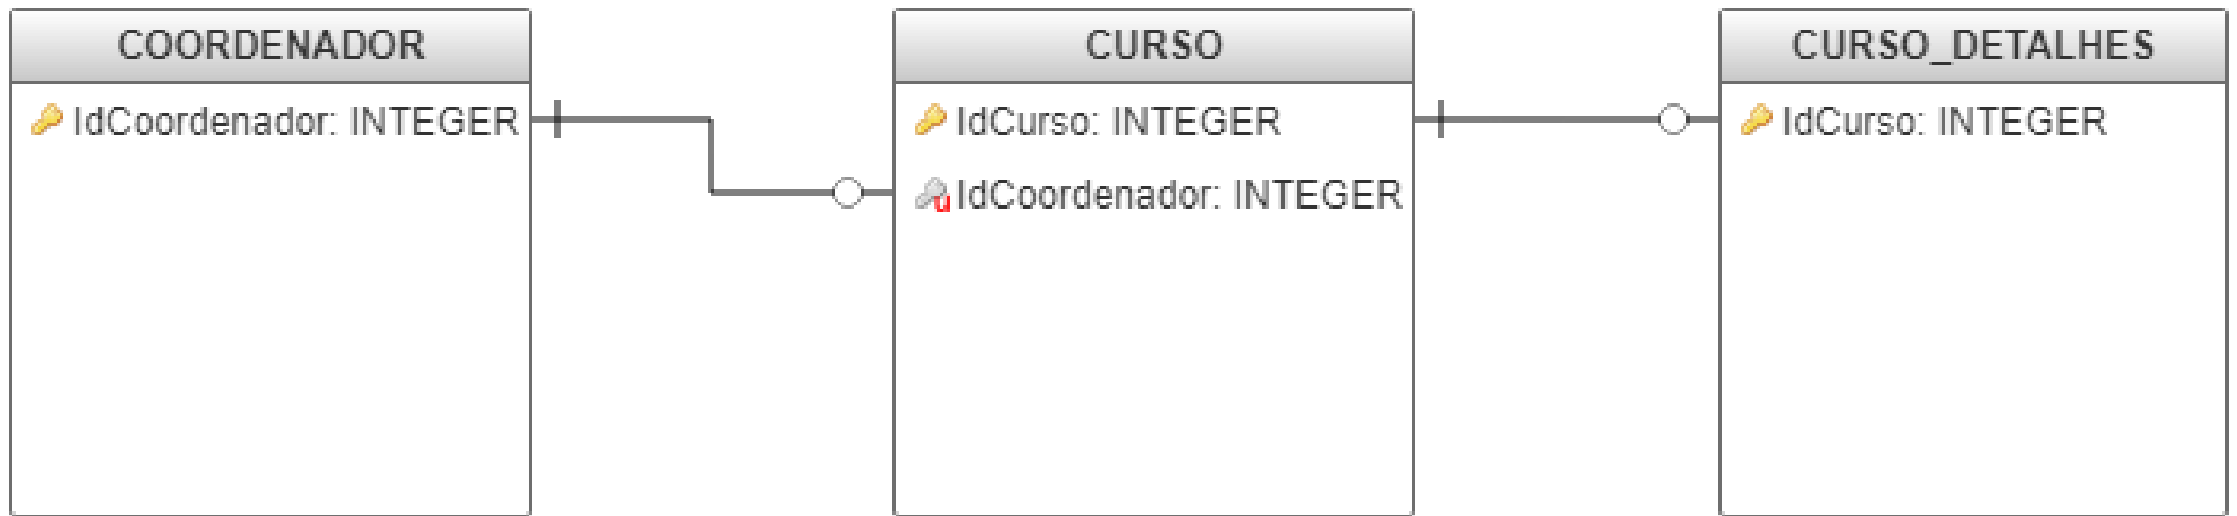 COORDENADOR
IdCoordenador: INTEGER
CURSO
IdCurso: INTEGER
IdCoordenador: INTEGER
CURSO_DETALHES
IdCurso: INTEGER